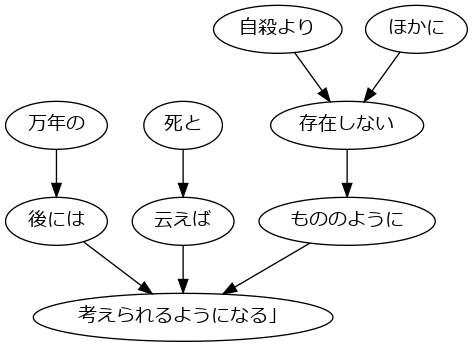 自殺より
ほかに
万年の
死と
存在しない
後には
云えば
もののように
考えられるようになる」